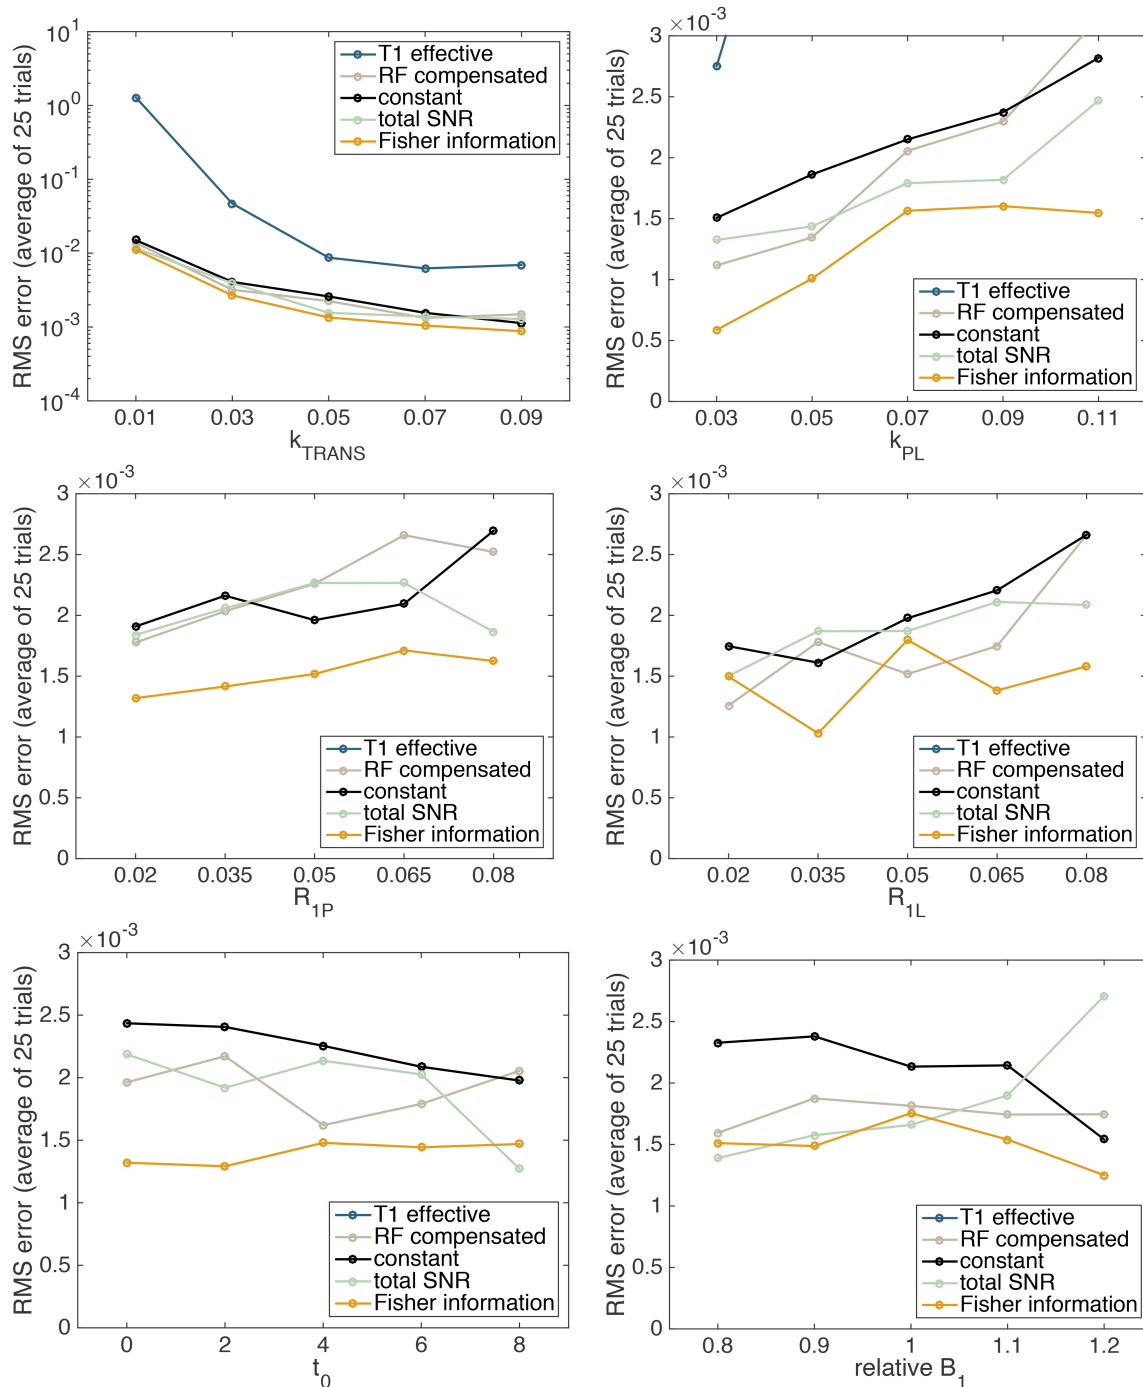 RMS error (average of 25 trials)
10^1
10^0
10^-1
10^-2
10^-3
10^-4
T1 effective
RF compensated
constant
total SNR
Fisher information
0.01 0.03 0.05 0.07 0.09
k_TRANS
×10^-3
RMS error (average of 25 trials)
3
2.5
2
1.5
1
0.5
0
T1 effective
RF compensated
constant
total SNR
Fisher information
0.03 0.05 0.07 0.09 0.11
k_PL
×10^-3
RMS error (average of 25 trials)
3
2.5
2
1.5
1
0.5
0
T1 effective
RF compensated
constant
total SNR
Fisher information
0.02 0.035 0.05 0.065 0.08
R_1P
×10^-3
RMS error (average of 25 trials)
3
2.5
2
1.5
1
0.5
0
T1 effective
RF compensated
constant
total SNR
Fisher information
0.02 0.035 0.05 0.065 0.08
R_1L
×10^-3
RMS error (average of 25 trials)
3
2.5
2
1.5
1
0.5
0
T1 effective
RF compensated
constant
total SNR
Fisher information
0 2 4 6 8
t_0
×10^-3
RMS error (average of 25 trials)
3
2.5
2
1.5
1
0.5
0
T1 effective
RF compensated
constant
total SNR
Fisher information
0.8 0.9 1 1.1 1.2
relative B_1